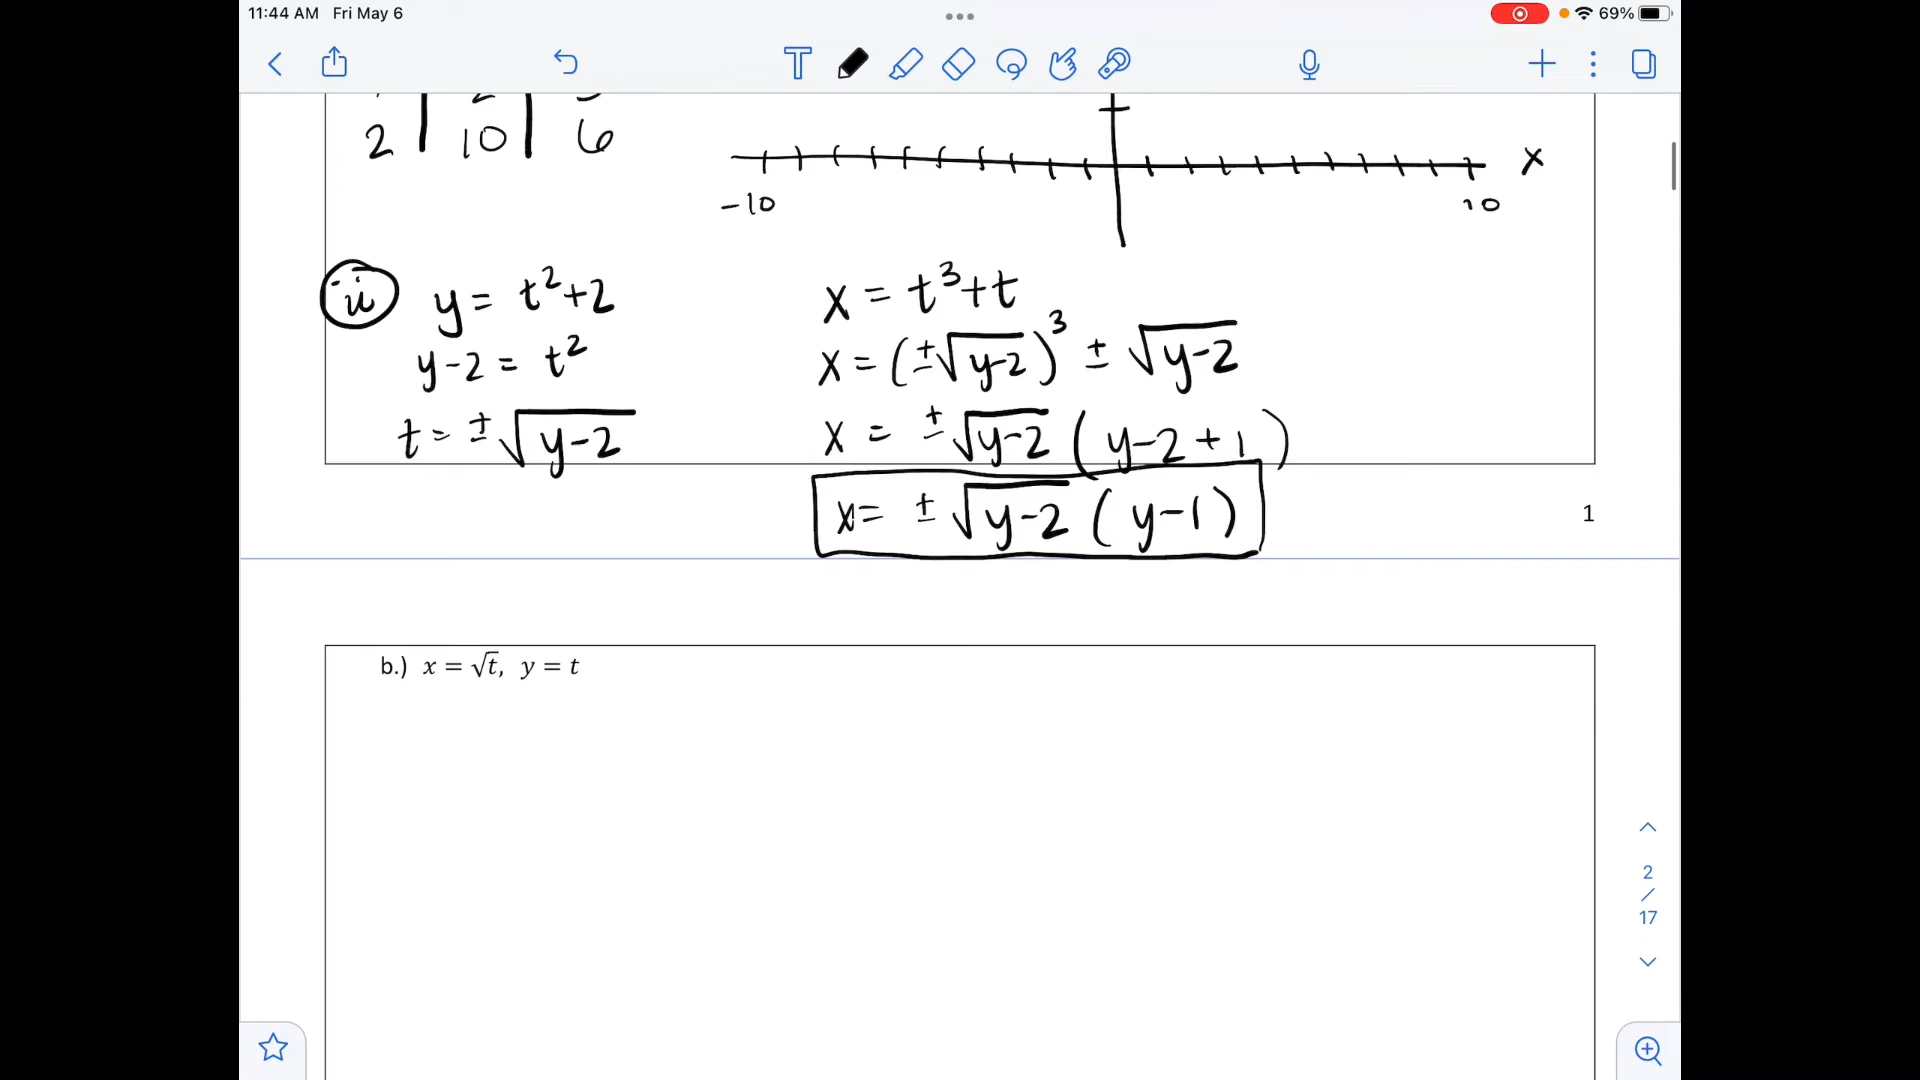 11:44 AM Fri May 6
69%
2 10 6
x
-10 10
ii y = t²+2
y-2 = t²
t = ±√(y-2)
x = t³+t
x = (±√(y-2))³ ± √(y-2)
x = ±√(y-2) (y-2+1)
x = ±√(y-2) (y-1)
1
b.) x = √t, y = t
2
/
17